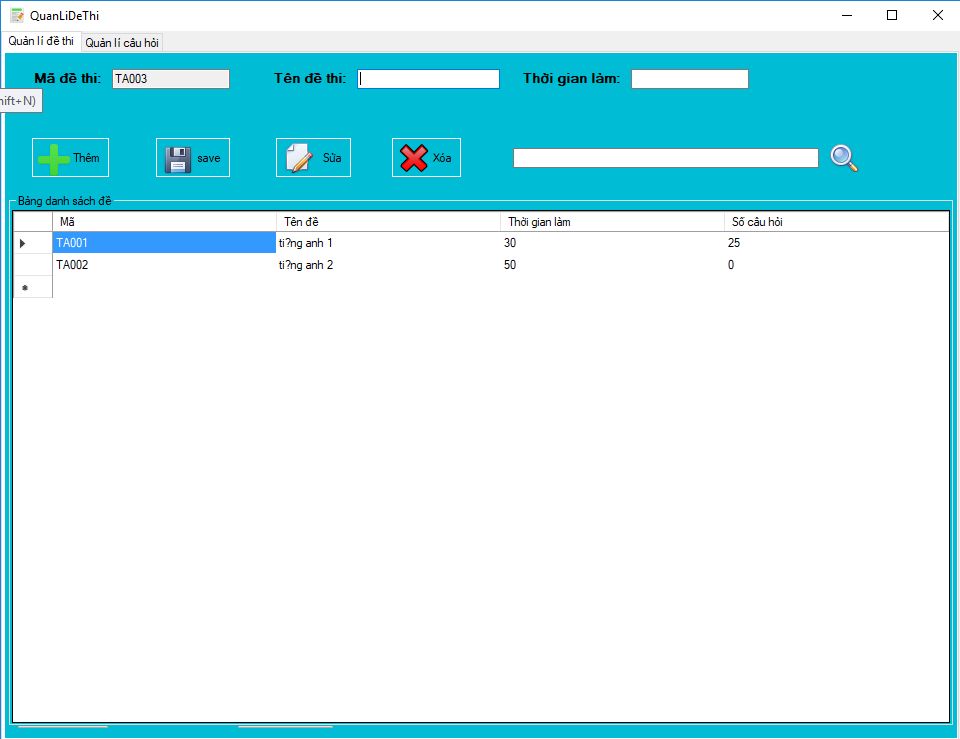 QuanLiDeThi
Quản lí đề thi Quản lí câu hỏi
Mã đề thi: TA003 Tên đề thi: Thời gian làm:
hift+N)
Thêm save Sửa Xóa
Bảng danh sách đề
Mã Tên đề Thời gian làm Số câu hỏi
TA001 ti?ng anh 1 30 25
TA002 ti?ng anh 2 50 0